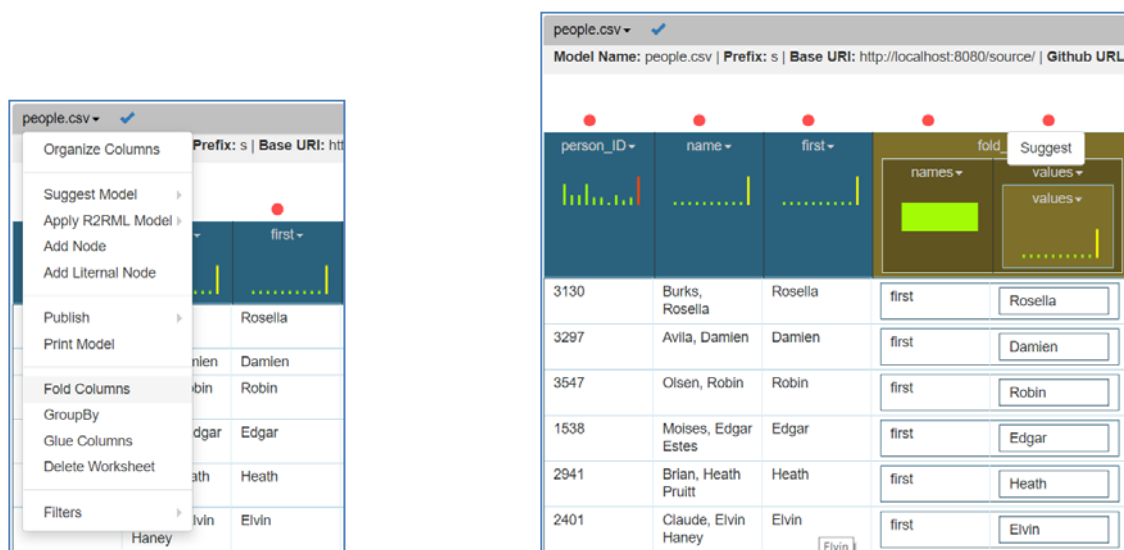 people.csv
Organize Columns
Prefix: s | Base URI: htt
Suggest Model
Apply R2RML Model
Add Node
Add Liternal Node
first
Publish
Print Model
Rosella
Damien
Fold Columns
Robin
GroupBy
Glue Columns
dgar Edgar
Delete Worksheet
ath Heath
Filters
lvin Elvin
Haney
people.csv
Model Name: people.csv | Prefix: s | Base URI: http://localhost:8080/source/ | Github URL
person_ID name first fold_ Suggest
names values
values
3130 Burks, Rosella first Rosella
Rosella
3297 Avila, Damien Damien first Damien
3547 Olsen, Robin Robin first Robin
1538 Moises, Edgar Edgar first Edgar
Estes
2941 Brian, Heath Heath first Heath
Pruitt
2401 Claude, Elvin Elvin first Elvin
Haney Elvin